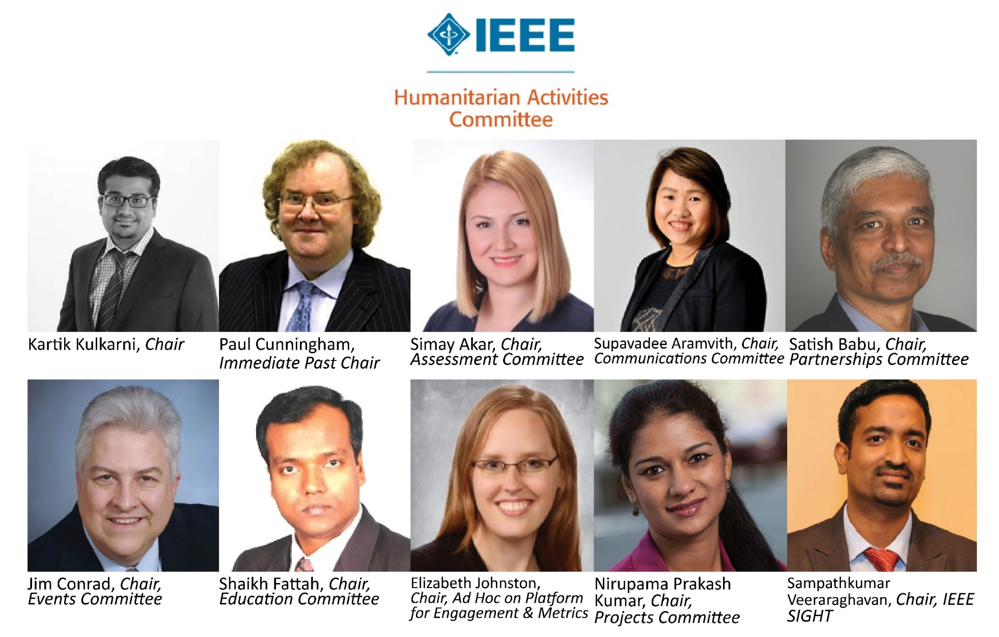 IEEE
Humanitarian Activities
Committee
Kartik Kulkarni, Chair
Paul Cunningham,
Immediate Past Chair
Simay Akar, Chair,
Assessment Committee
Supavadee Aramvith, Chair,
Communications Committee
Satish Babu, Chair,
Partnerships Committee
Jim Conrad, Chair,
Events Committee
Shaikh Fattah, Chair,
Education Committee
Elizabeth Johnston,
Chair, Ad Hoc on Platform
for Engagement & Metrics
Nirupama Prakash
Kumar, Chair,
Projects Committee
Sampathkumar
Veeraraghavan, Chair, IEEE
SIGHT